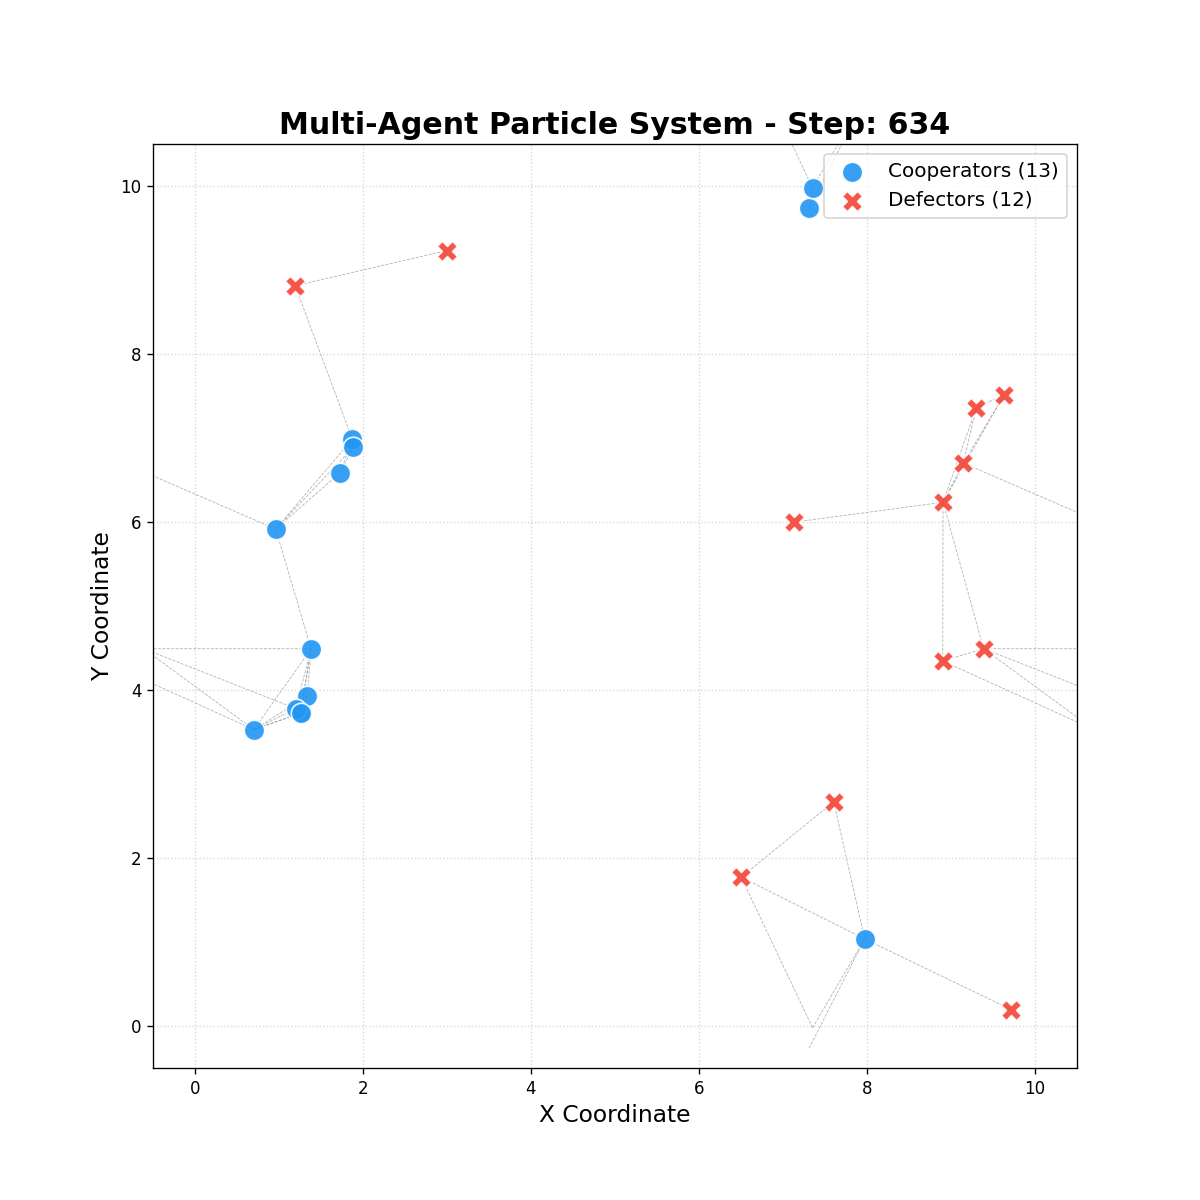 Multi-Agent Particle System - Step: 634
Cooperators (13)
Defectors (12)
10
8
6
4
2
0
Y Coordinate
0 2 4 6 8 10
X Coordinate